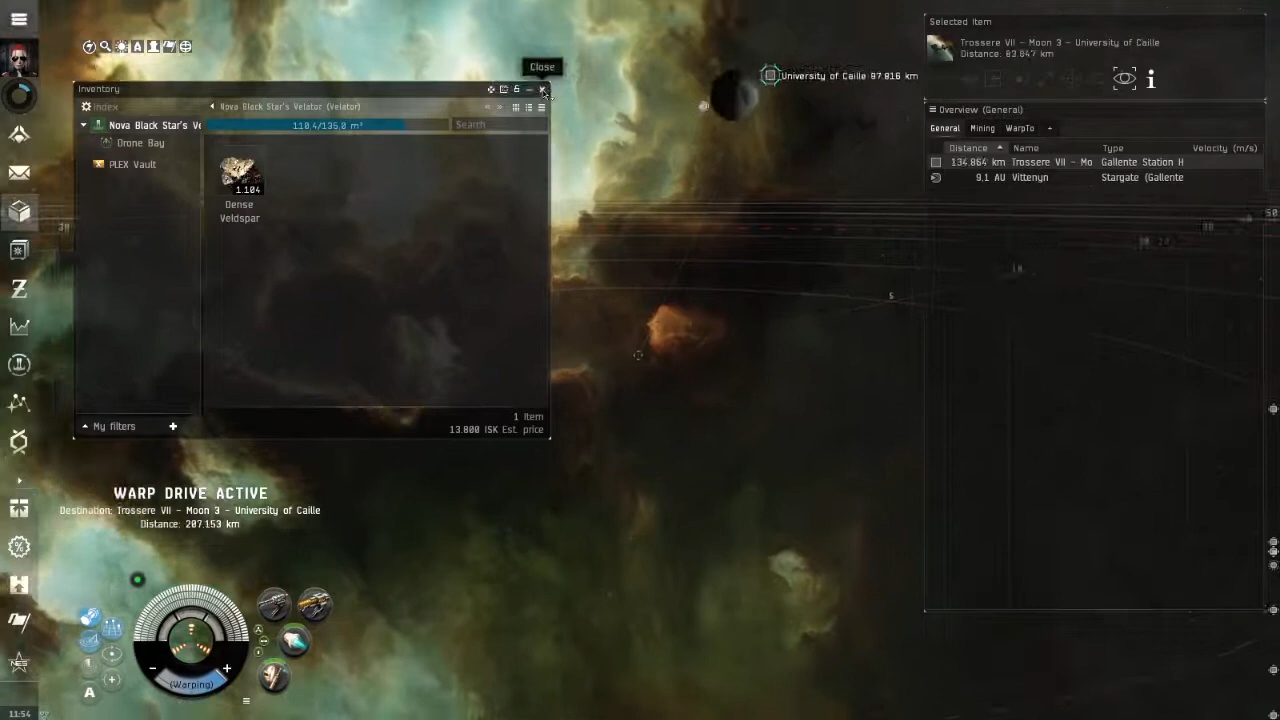 Close
Inventory
Index
Nova Black Star's Velator (Velator)
Nova Black Star's Ve
110,4/135,0 m³
Search
Drone Bay
PLEX Vault
1.104
Dense
Veldspar
My filters
1 Item
13.800 ISK Est. price
University of Caille 97.816 km
Selected Item
Trossere VII - Moon 3 - University of Caille
Distance: 83.647 km
Overview (General)
General Mining WarpTo
Distance Name Type Velocity (m/s)
134.864 km Trossere VII - Mo Gallente Station H
9,1 AU Vittenyn Stargate (Gallente
5
WARP DRIVE ACTIVE
Destination: Trossere VII - Moon 3 - University of Caille
Distance: 207.153 km
(Warping)
A
NES
11:54